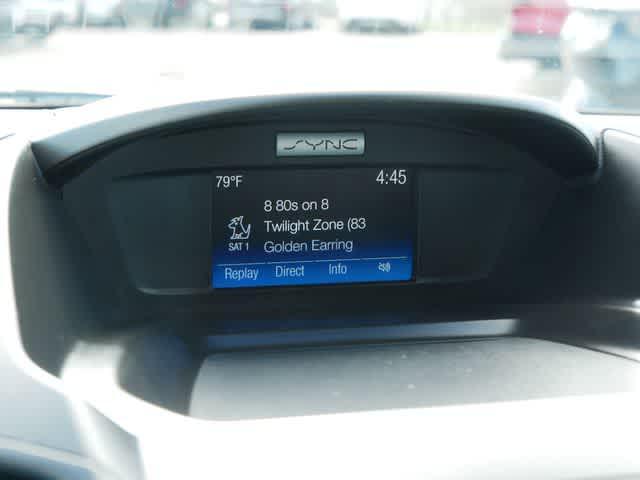 SYNC
79°F 4:45
8 80s on 8
Twilight Zone (83
SAT 1 Golden Earring
Replay Direct Info